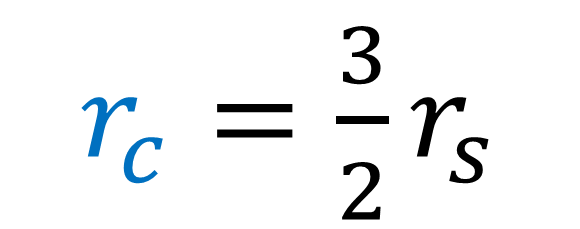 r_c = 3/2 r_s